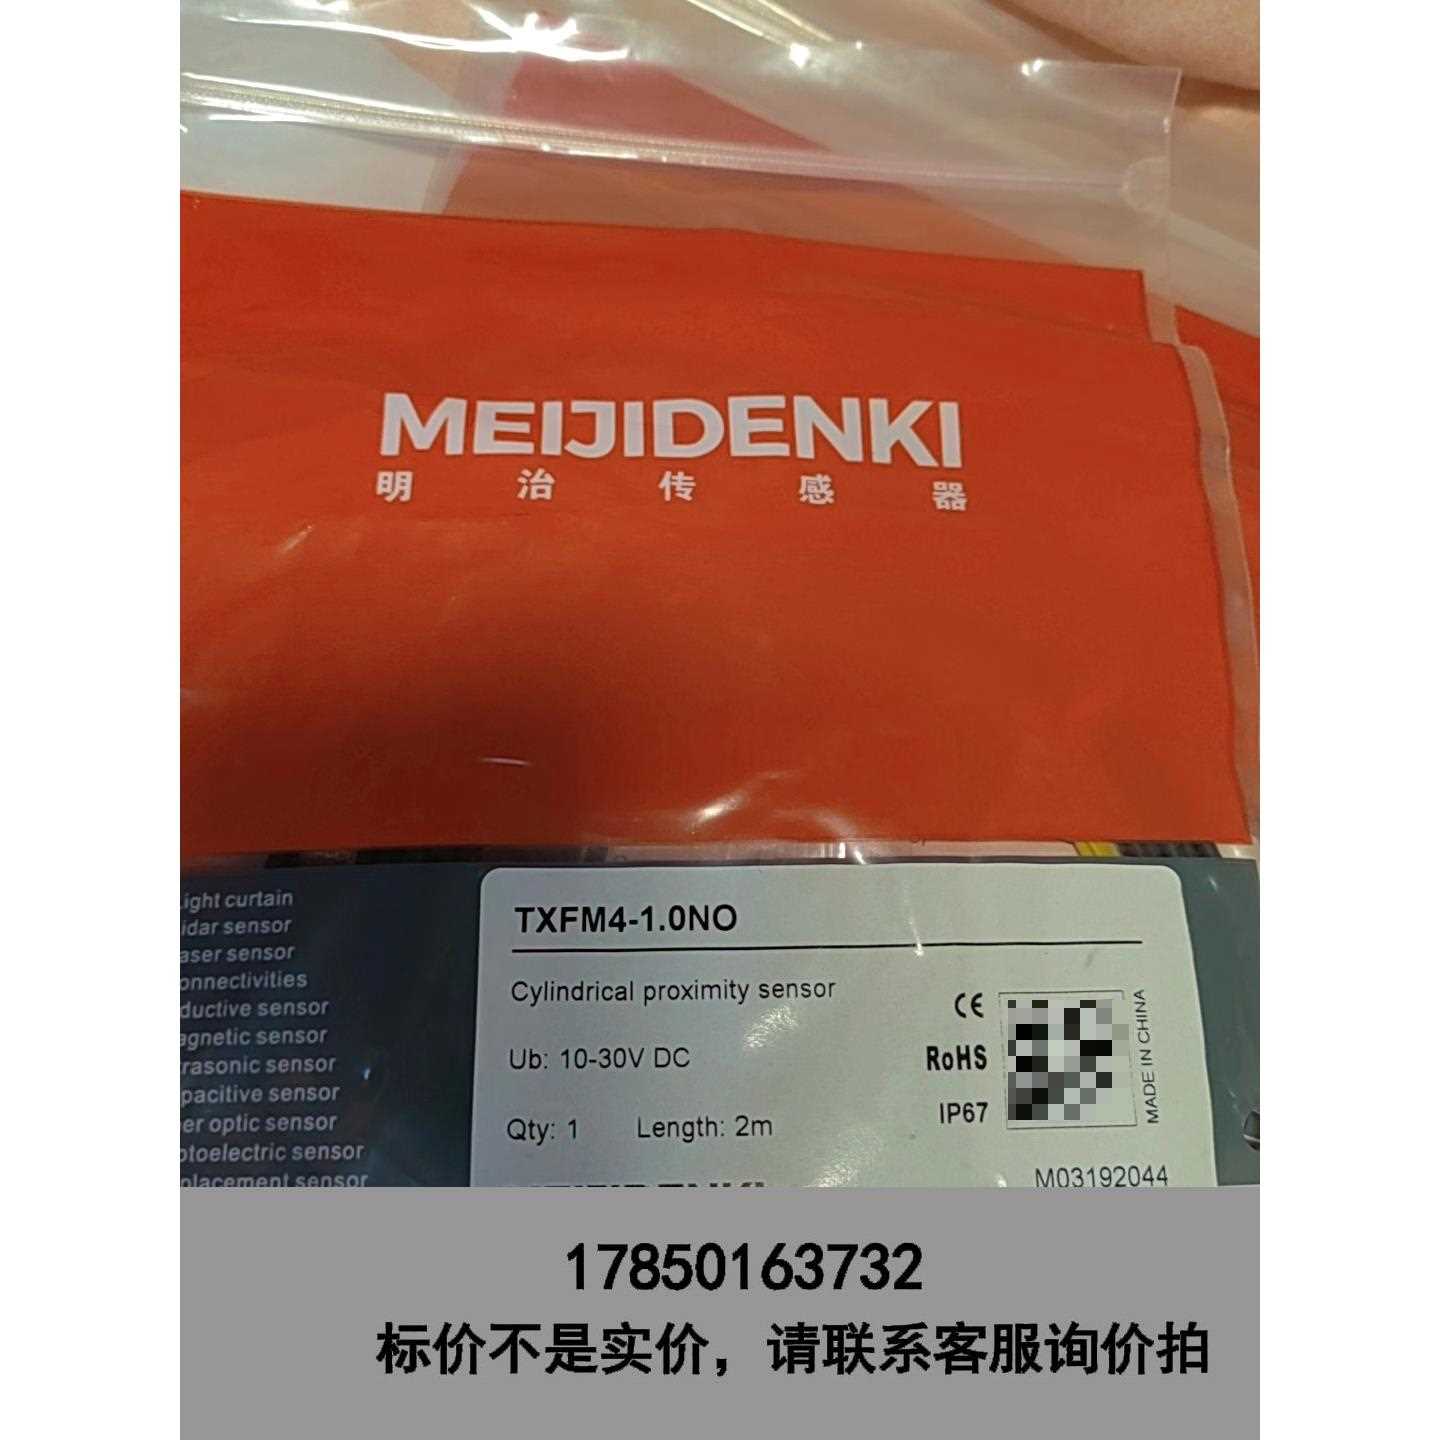 MEIJIDENKI
明治传感器
TXFM4-1.0NO
Cylindrical proximity sensor
Ub: 10-30V DC
Qty: 1 Length: 2m
CE
RoHS
IP67
MADE IN CHINA
M03192044
ight curtain
idar sensor
aser sensor
onnectivities
ductive sensor
agnetic sensor
rasonic sensor
pacitive sensor
er optic sensor
otoelectric sensor
placement sensor
17850163732
标价不是实价，请联系客服询价拍